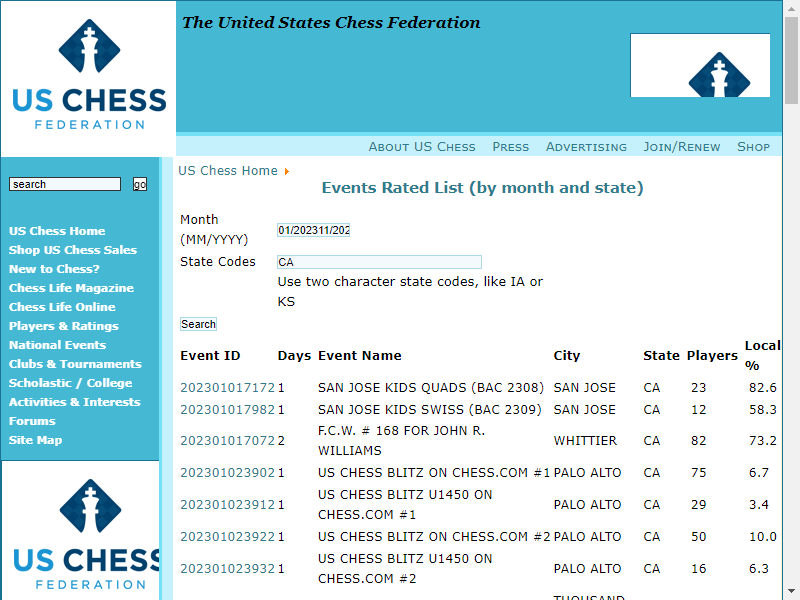 The United States Chess Federation
US CHESS
FEDERATION
About US Chess Press Advertising Join/Renew Shop
search go
US Chess Home
Shop US Chess Sales
New to Chess?
Chess Life Magazine
Chess Life Online
Players & Ratings
National Events
Clubs & Tournaments
Scholastic / College
Activities & Interests
Forums
Site Map
US CHESS
FEDERATION
US Chess Home
Events Rated List (by month and state)
Month
(MM/YYYY)
01/202311/202
State Codes
CA
Use two character state codes, like IA or
KS
Search
Event ID Days Event Name City State Players Local
%
202301017172 1 SAN JOSE KIDS QUADS (BAC 2308) SAN JOSE CA 23 82.6
202301017982 1 SAN JOSE KIDS SWISS (BAC 2309) SAN JOSE CA 12 58.3
202301017072 2 F.C.W. # 168 FOR JOHN R.
WILLIAMS WHITTIER CA 82 73.2
202301023902 1 US CHESS BLITZ ON CHESS.COM #1 PALO ALTO CA 75 6.7
202301023912 1 US CHESS BLITZ U1450 ON
CHESS.COM #1 PALO ALTO CA 29 3.4
202301023922 1 US CHESS BLITZ ON CHESS.COM #2 PALO ALTO CA 50 10.0
202301023932 1 US CHESS BLITZ U1450 ON
CHESS.COM #2 PALO ALTO CA 16 6.3
THOUSAND